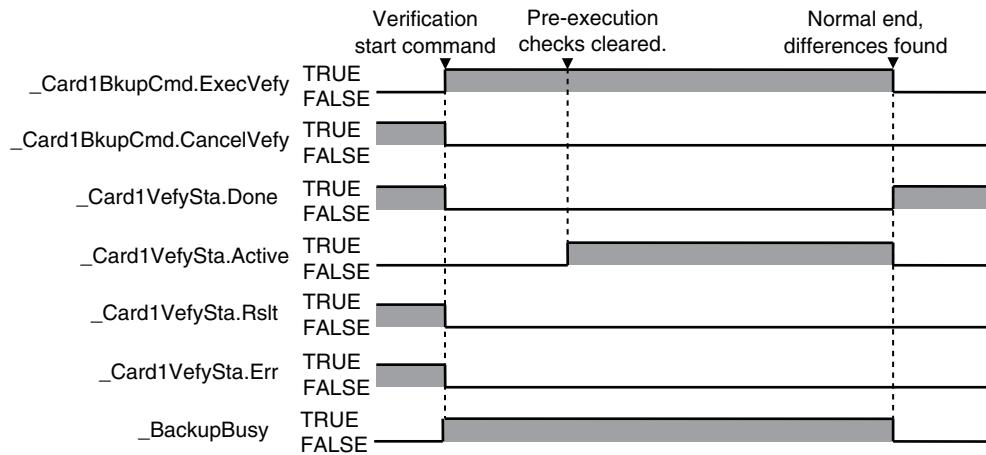 Verification
start command
Pre-execution
checks cleared.
Normal end,
differences found
_Card1BkupCmd.ExecVefy
TRUE
FALSE
_Card1BkupCmd.CancelVefy
TRUE
FALSE
_Card1VefySta.Done
TRUE
FALSE
_Card1VefySta.Active
TRUE
FALSE
_Card1VefySta.Rslt
TRUE
FALSE
_Card1VefySta.Err
TRUE
FALSE
_BackupBusy
TRUE
FALSE